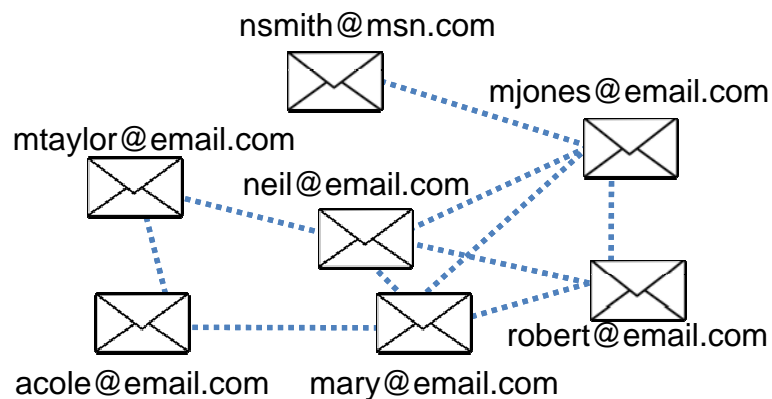 nsmith@msn.com
mjones@email.com
mtaylor@email.com
neil@email.com
robert@email.com
acole@email.com
mary@email.com